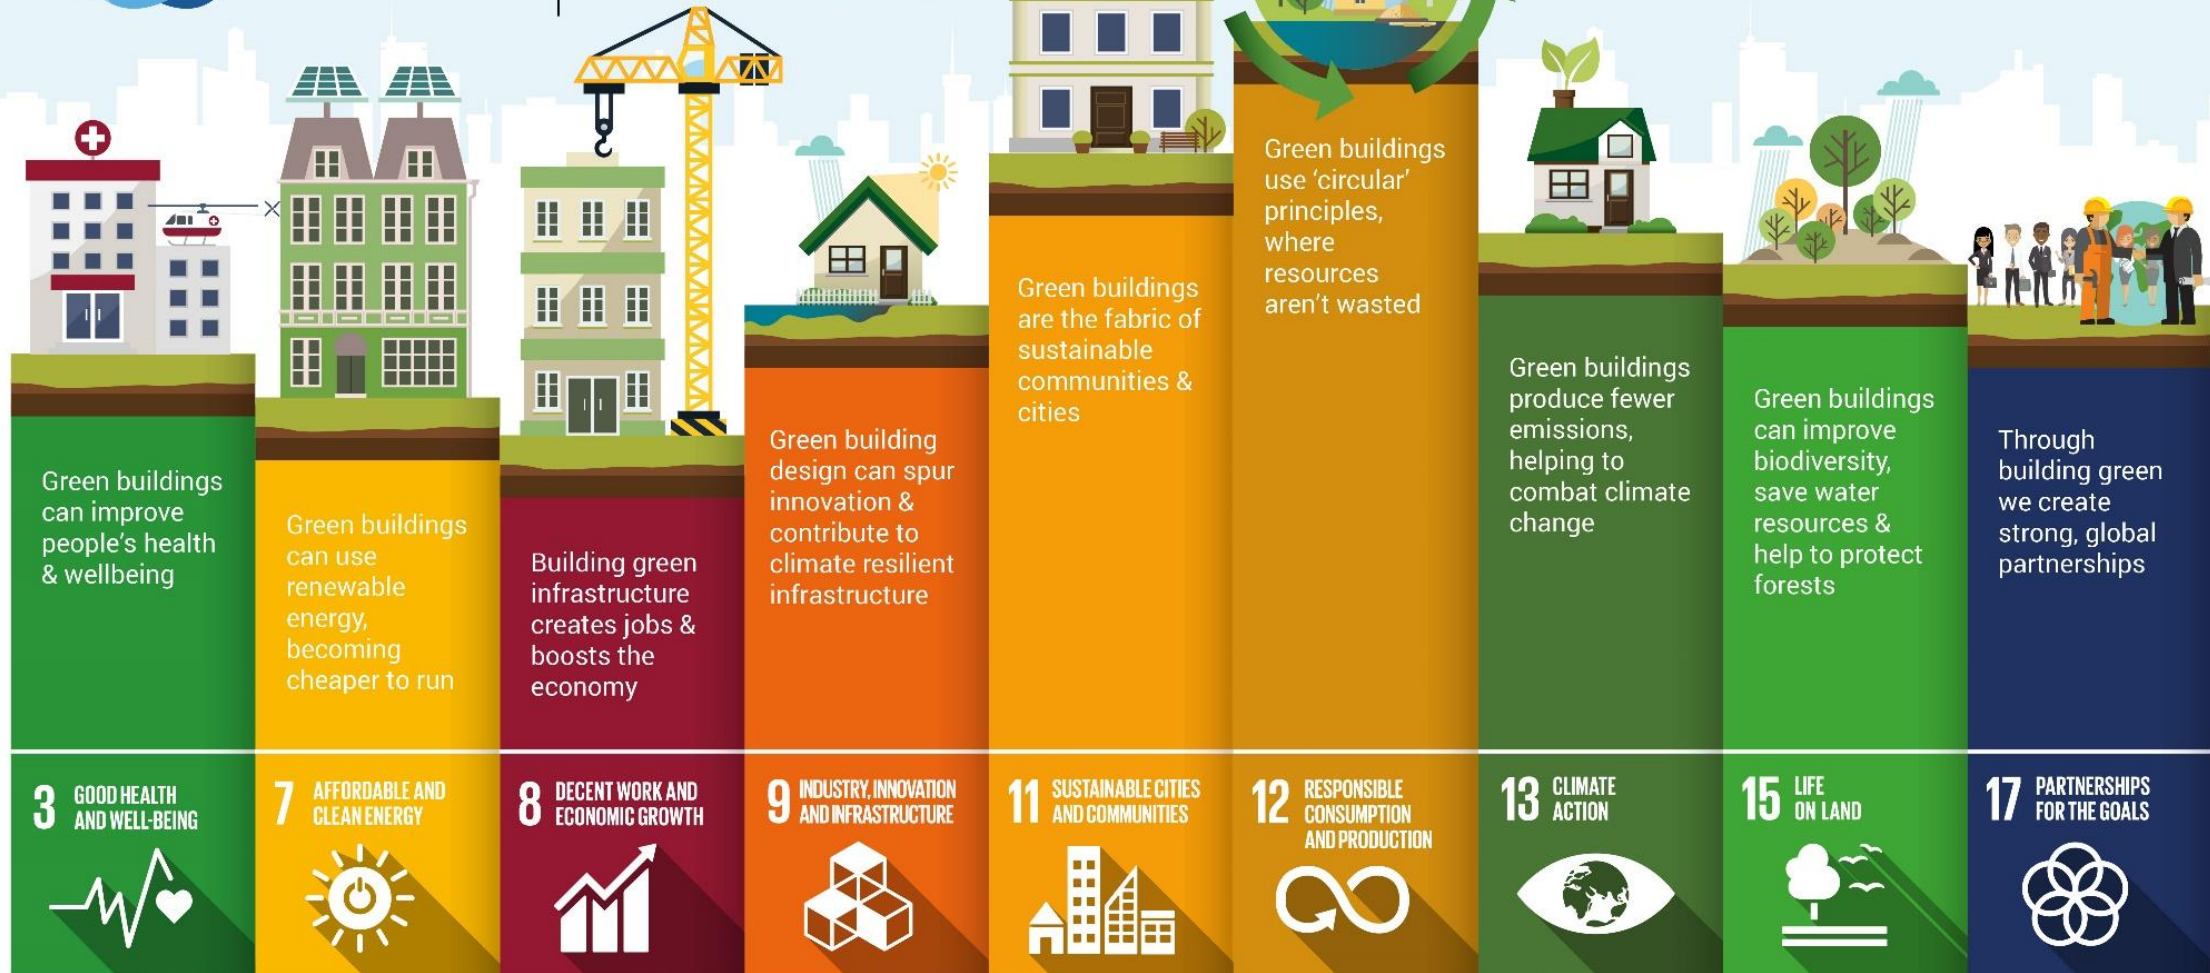 Green buildings
can improve
people's health
& wellbeing
3 GOOD HEALTH
AND WELL-BEING
Green buildings
can use
renewable
energy,
becoming
cheaper to run
7 AFFORDABLE AND
CLEAN ENERGY
Building green
infrastructure
creates jobs &
boosts the
economy
8 DECENT WORK AND
ECONOMIC GROWTH
Green building
design can spur
innovation &
contribute to
climate resilient
infrastructure
9 INDUSTRY, INNOVATION
AND INFRASTRUCTURE
Green buildings
are the fabric of
sustainable
communities &
cities
11 SUSTAINABLE CITIES
AND COMMUNITIES
Green buildings
use ‘circular’
principles,
where
resources
aren't wasted
12 RESPONSIBLE
CONSUMPTION
AND PRODUCTION
Green buildings
produce fewer
emissions,
helping to
combat climate
change
13 CLIMATE
ACTION
Green buildings
can improve
biodiversity,
save water
resources &
help to protect
forests
15 LIFE
ON LAND
Through
building green
we create
strong, global
partnerships
17 PARTNERSHIPS
FOR THE GOALS